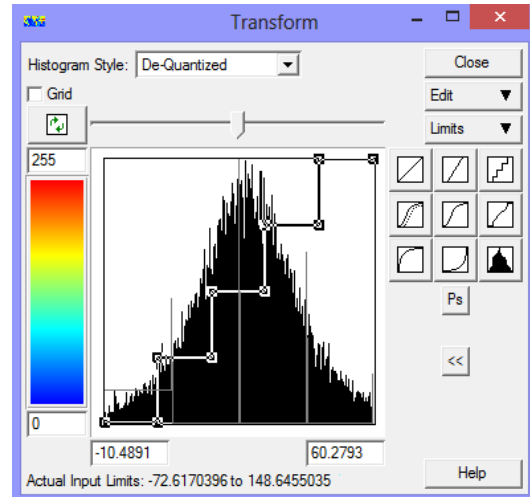 Transform
Histogram Style: De-Quantized
Close
Grid
Edit
Limits
255
0
Ps
<<
-10.4891
60.2793
Actual Input Limits: -72.6170396 to 148.6455035
Help